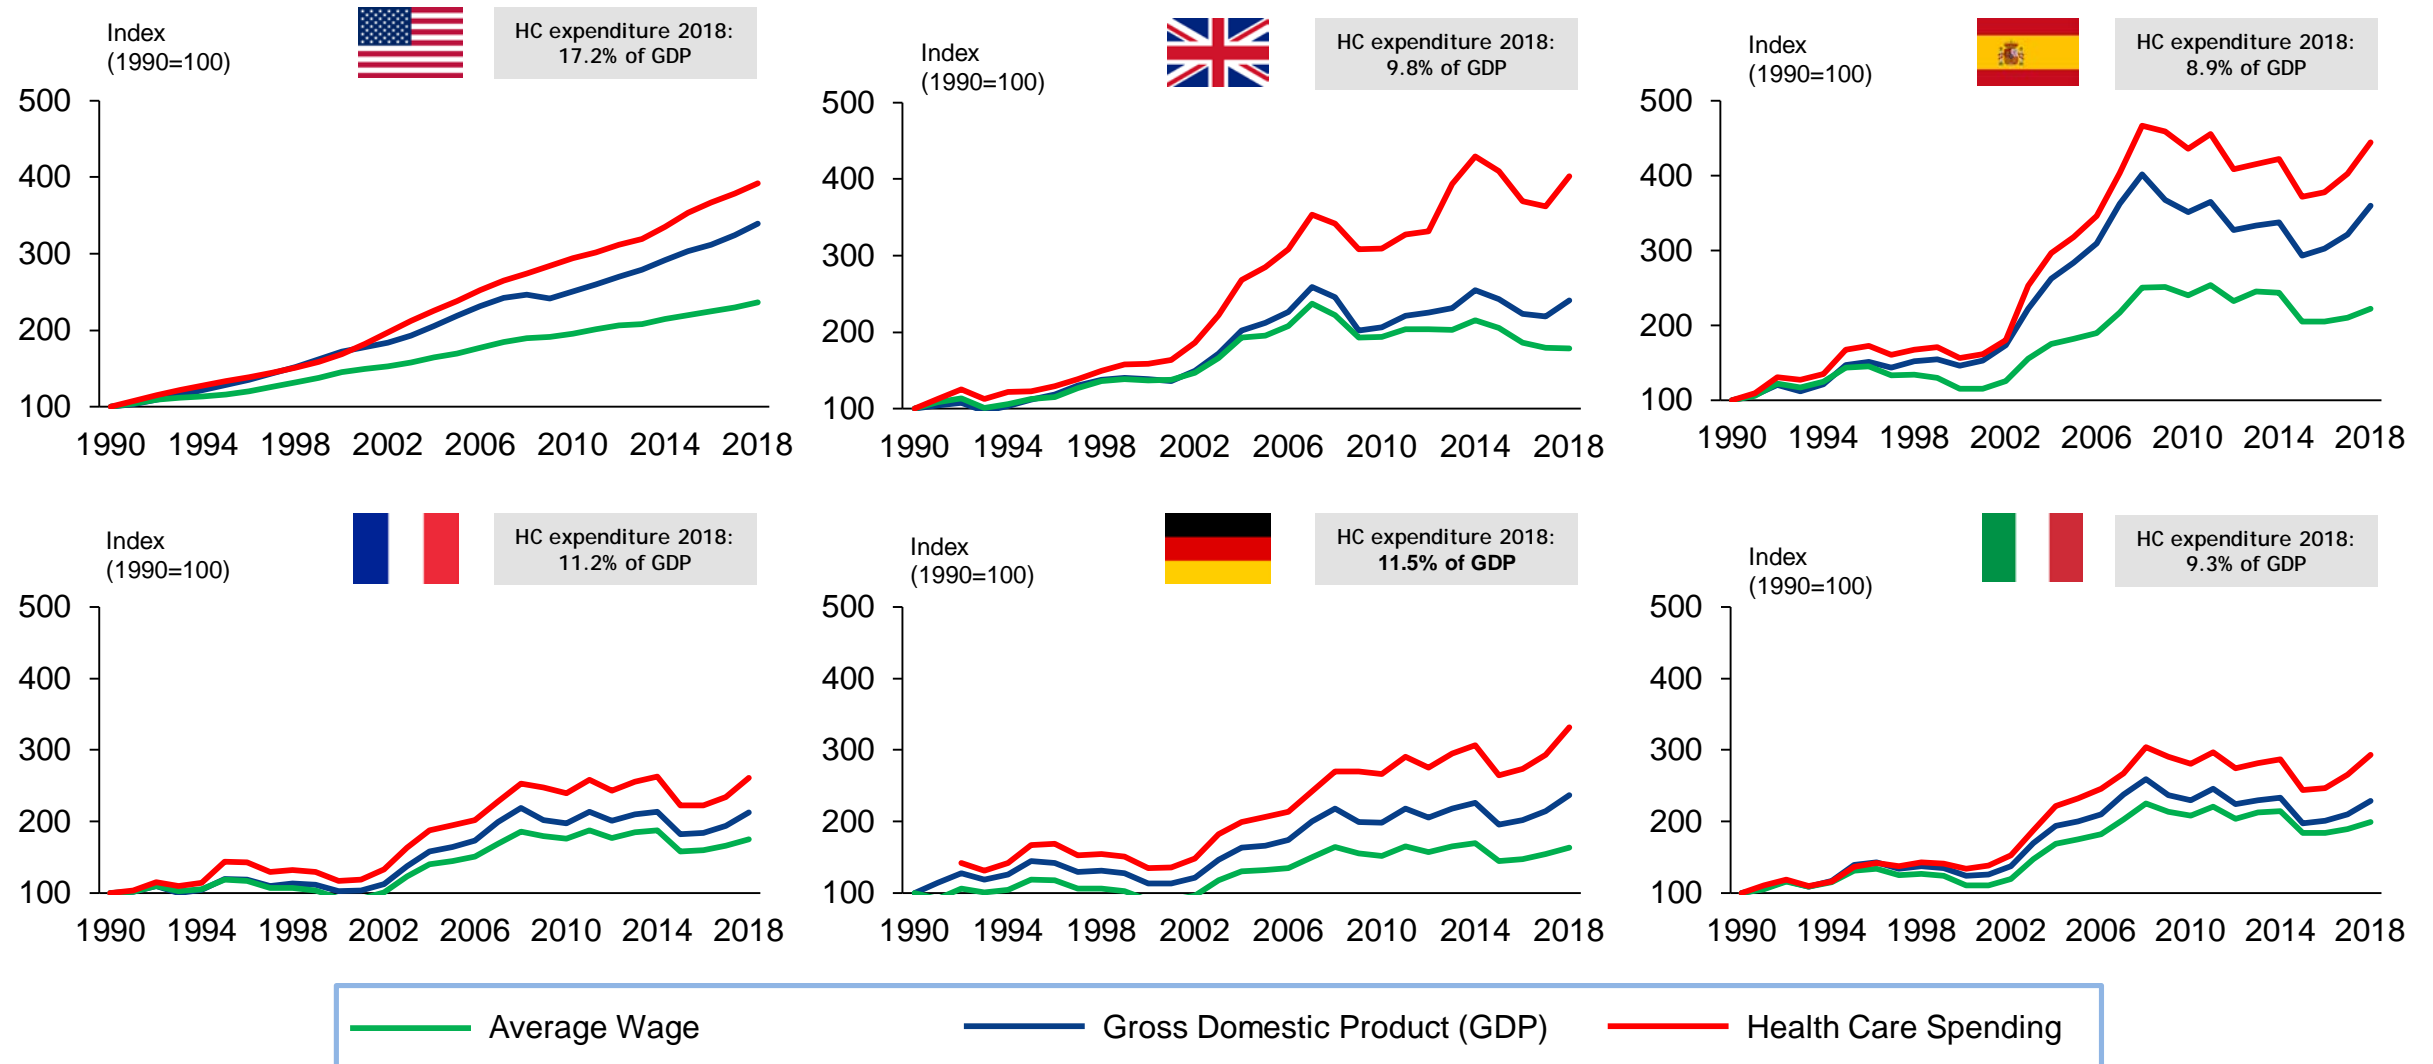 Index
(1990=100)
HC expenditure 2018:
17.2% of GDP
500
400
300
200
100
1990 1994 1998 2002 2006 2010 2014 2018
Index
(1990=100)
HC expenditure 2018:
9.8% of GDP
500
400
300
200
100
1990 1994 1998 2002 2006 2010 2014 2018
Index
(1990=100)
HC expenditure 2018:
8.9% of GDP
500
400
300
200
100
1990 1994 1998 2002 2006 2010 2014 2018
Index
(1990=100)
HC expenditure 2018:
11.2% of GDP
500
400
300
200
100
1990 1994 1998 2002 2006 2010 2014 2018
Index
(1990=100)
HC expenditure 2018:
11.5% of GDP
500
400
300
200
100
1990 1994 1998 2002 2006 2010 2014 2018
Index
(1990=100)
HC expenditure 2018:
9.3% of GDP
500
400
300
200
100
1990 1994 1998 2002 2006 2010 2014 2018
Average Wage
Gross Domestic Product (GDP)
Health Care Spending